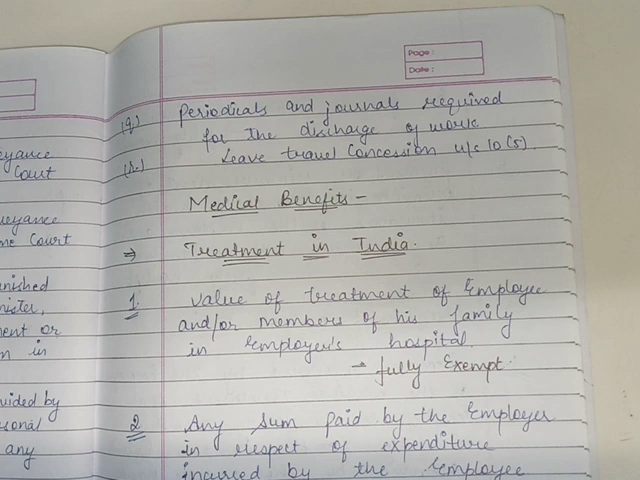 Page:
Date:
(q) Periodicals and journals required
for the discharge of work
(r) Leave travel Concession u/c 10 (5).
Medical Benefits -
⇒ Treatment in India.
1. value of treatment of Employee
and/or members of his family
in Employer's hospital.
→ fully Exempt.
2 Any Sum Paid by the Employer
in respect of expenditure
incurred by the Employee
eyance
Court
veyance
me Court
nished
nister,
ment or
n in
vided by
rsonal
any